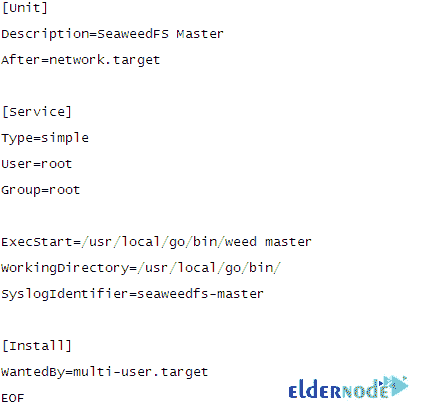 [Unit]
Description=SeaweedFS Master
After=network.target
[Service]
Type=simple
User=root
Group=root
ExecStart=/usr/local/go/bin/weed master
WorkingDirectory=/usr/local/go/bin/
SyslogIdentifier=seaweedfs-master
[Install]
WantedBy=multi-user.target
EOF
ELDERNODE